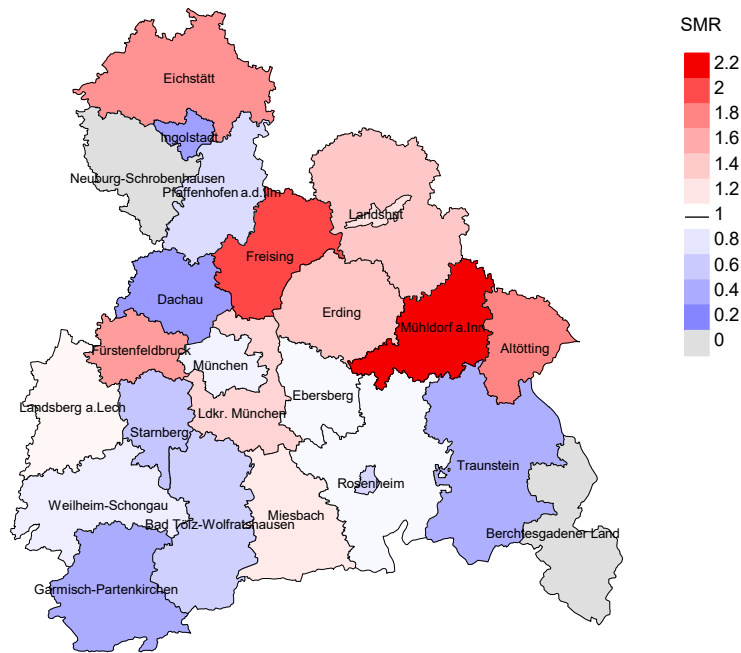 SMR
2.2
2
1.8
1.6
1.4
1.2
1
0.8
0.6
0.4
0.2
0
Eichstätt
Ingolstadt
Neuburg-Schrobenhausen
Pfaffenhofen a.d.Ilm
Landshut
Freising
Dachau
Erding
Mühldorf a.Inn
Altötting
Fürstenfeldbruck
München
Ebersberg
Landsberg a.Lech
Ldkr. München
Starnberg
Traunstein
Rosenheim
Weilheim-Schongau
Miesbach
Bad Tölz-Wolfratshausen
Berchtesgadener Land
Garmisch-Partenkirchen